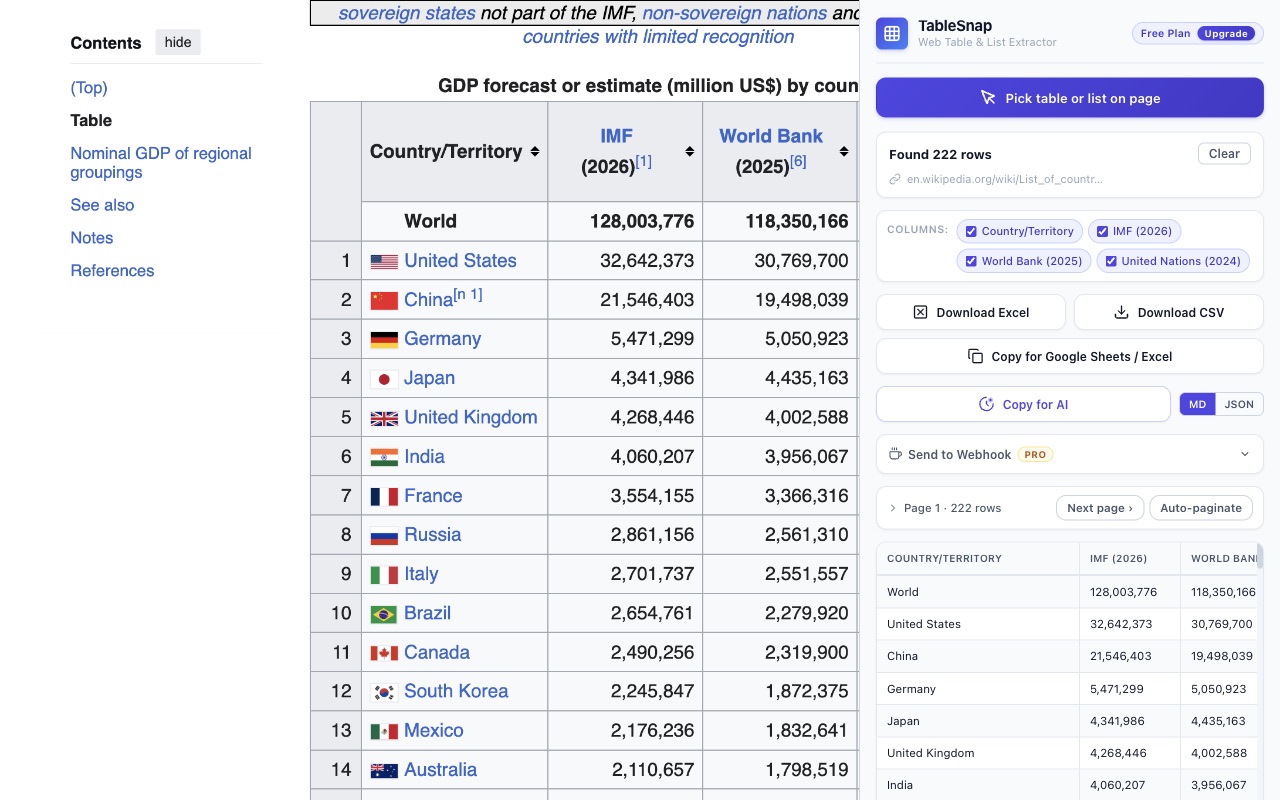 Contents hide
(Top)
Table
Nominal GDP of regional
groupings
See also
Notes
References
sovereign states not part of the IMF, non-sovereign nations and
countries with limited recognition
GDP forecast or estimate (million US$) by coun
Country/Territory IMF (2026)[1] World Bank (2025)[6]
World 128,003,776 118,350,166
1 United States 32,642,373 30,769,700
2 China[n 1] 21,546,403 19,498,039
3 Germany 5,471,299 5,050,923
4 Japan 4,341,986 4,435,163
5 United Kingdom 4,268,446 4,002,588
6 India 4,060,207 3,956,067
7 France 3,554,155 3,366,316
8 Russia 2,861,156 2,561,310
9 Italy 2,701,737 2,551,557
10 Brazil 2,654,761 2,279,920
11 Canada 2,490,256 2,319,900
12 South Korea 2,245,847 1,872,375
13 Mexico 2,176,236 1,832,641
14 Australia 2,110,657 1,798,519
TableSnap
Web Table & List Extractor
Free Plan Upgrade
Pick table or list on page
Found 222 rows Clear
en.wikipedia.org/wiki/List_of_countr...
COLUMNS: Country/Territory IMF (2026)
World Bank (2025) United Nations (2024)
Download Excel Download CSV
Copy for Google Sheets / Excel
Copy for AI MD JSON
Send to Webhook PRO
Page 1 · 222 rows Next page › Auto-paginate
COUNTRY/TERRITORY IMF (2026) WORLD BANK
World 128,003,776 118,350,166
United States 32,642,373 30,769,700
China 21,546,403 19,498,039
Germany 5,471,299 5,050,923
Japan 4,341,986 4,435,163
United Kingdom 4,268,446 4,002,588
India 4,060,207 3,956,067